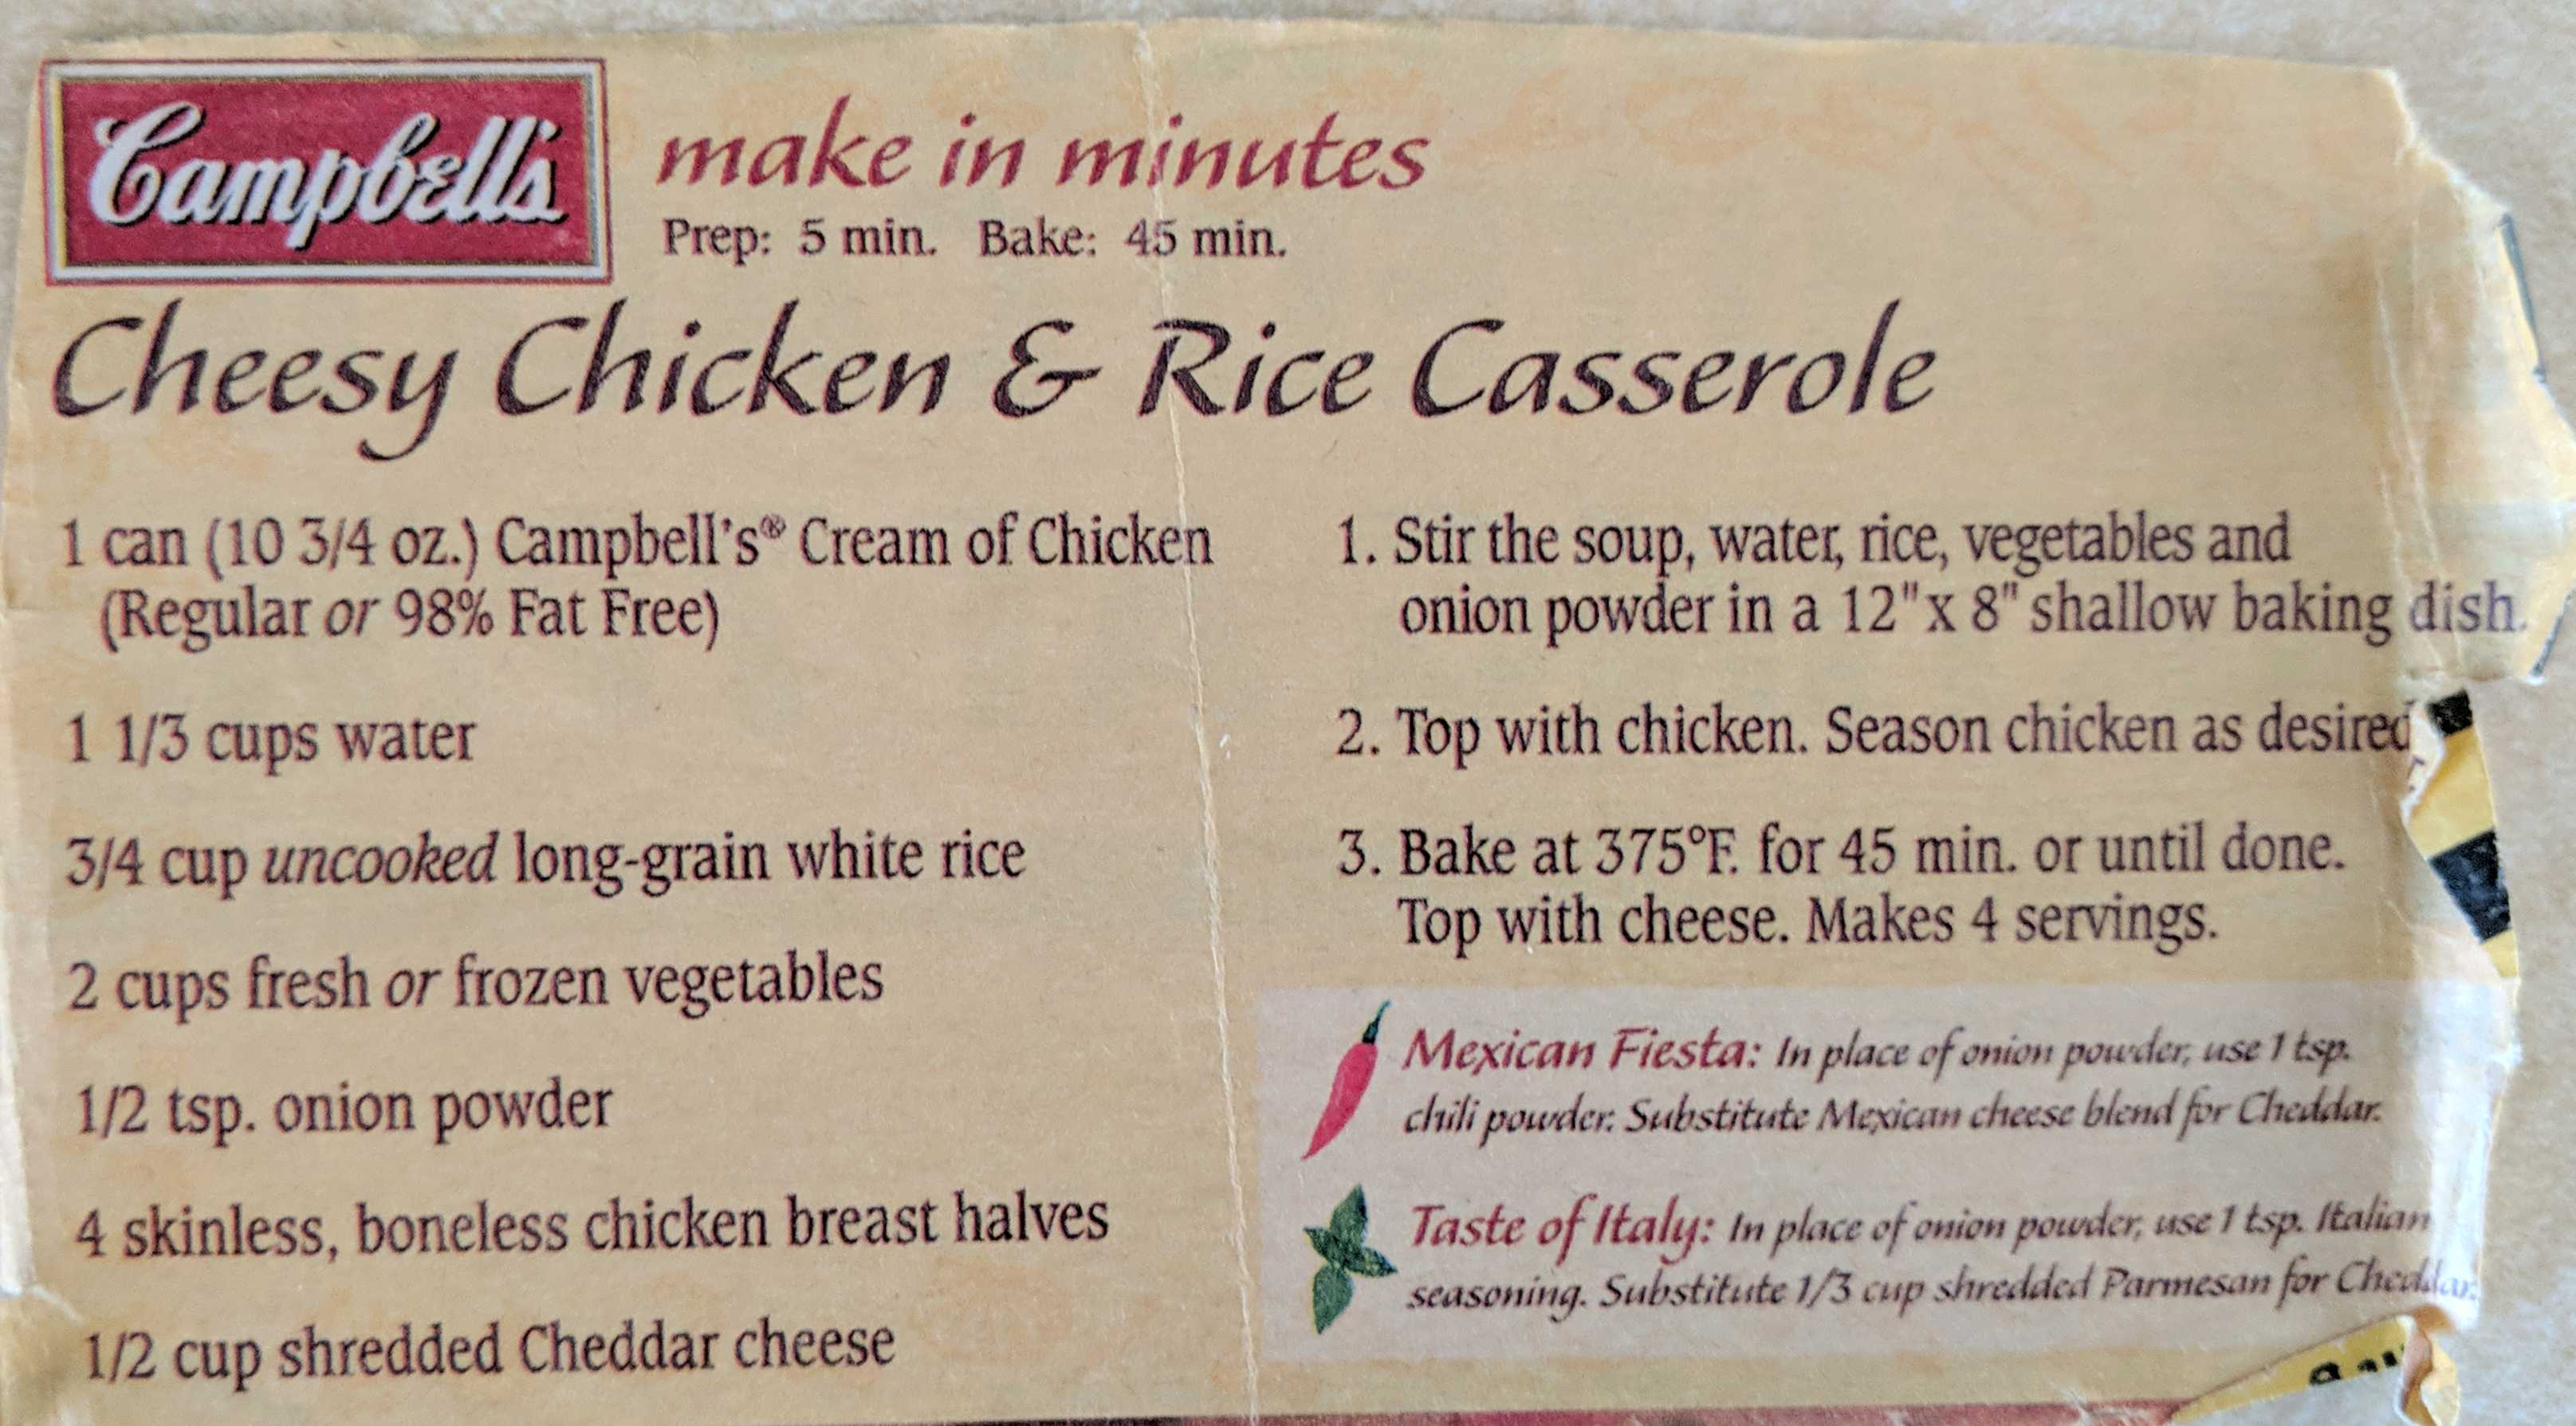 Campbell's
make in minutes
Prep: 5 min. Bake: 45 min.
Cheesy Chicken & Rice Casserole
1 can (10 3/4 oz.) Campbell's® Cream of Chicken
(Regular or 98% Fat Free)
1 1/3 cups water
3/4 cup uncooked long-grain white rice
2 cups fresh or frozen vegetables
1/2 tsp. onion powder
4 skinless, boneless chicken breast halves
1/2 cup shredded Cheddar cheese
1. Stir the soup, water, rice, vegetables and
onion powder in a 12"x 8" shallow baking dish.
2. Top with chicken. Season chicken as desired
3. Bake at 375°F. for 45 min. or until done.
Top with cheese. Makes 4 servings.
Mexican Fiesta: In place of onion powder, use 1 tsp.
chili powder. Substitute Mexican cheese blend for Cheddar.
Taste of Italy: In place of onion powder, use 1 tsp. Italian
seasoning. Substitute 1/3 cup shredded Parmesan for Cheddar.